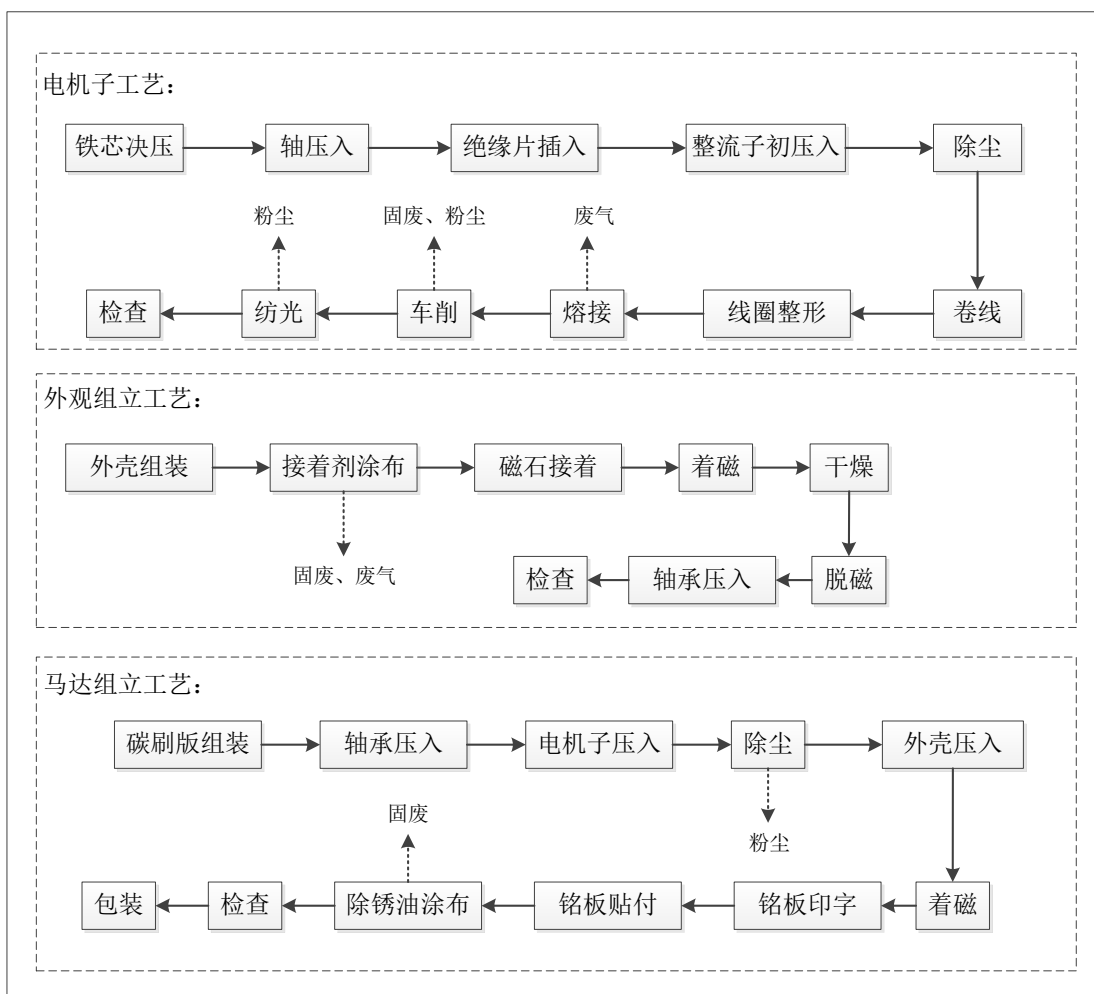 电机子工艺：
铁芯决压
轴压入
绝缘片插入
整流子初压入
除尘
粉尘
固废、粉尘
废气
检查
纺光
车削
熔接
线圈整形
卷线
外观组立工艺：
外壳组装
接着剂涂布
磁石接着
着磁
干燥
固废、废气
检查
轴承压入
脱磁
马达组立工艺：
碳刷版组装
轴承压入
电机子压入
除尘
外壳压入
固废
粉尘
包装
检查
除锈油涂布
铭板贴付
铭板印字
着磁